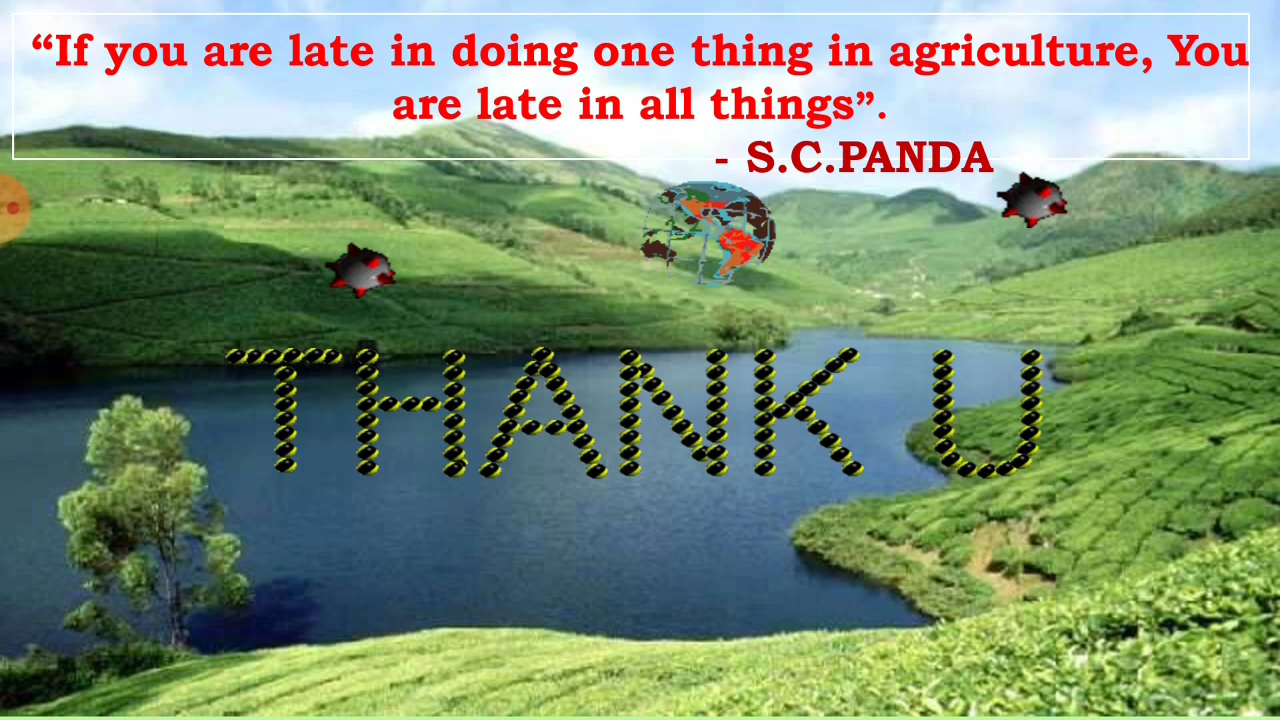 “If you are late in doing one thing in agriculture, You
are late in all things”.
- S.C.PANDA
THANK U